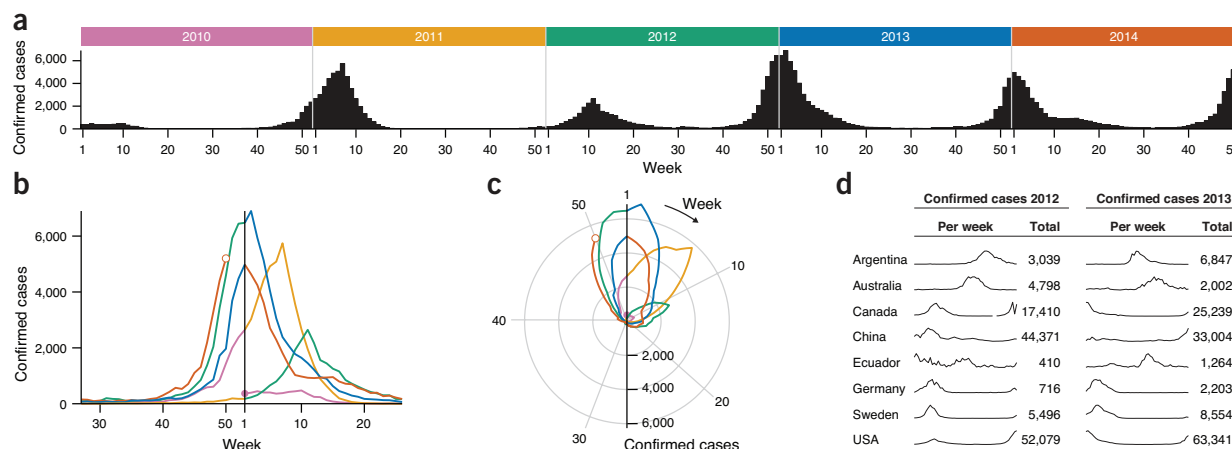 a
2010 2011 2012 2013 2014
Confirmed cases
6,000
4,000
2,000
0
1 10 20 30 40 50 1 10 20 30 40 50 1 10 20 30 40 50 1 10 20 30 40 50 1 10 20 30 40
Week
b
Confirmed cases
6,000
4,000
2,000
0
30 40 50 1 10 20
Week
c
1
Week
50
10
40
2,000
4,000
20
6,000
30
Confirmed cases
d
Confirmed cases 2012 Confirmed cases 2013
Per week Total Per week Total
Argentina 3,039 6,847
Australia 4,798 2,002
Canada 17,410 25,239
China 44,371 33,004
Ecuador 410 1,264
Germany 716 2,203
Sweden 5,496 8,554
USA 52,079 63,341